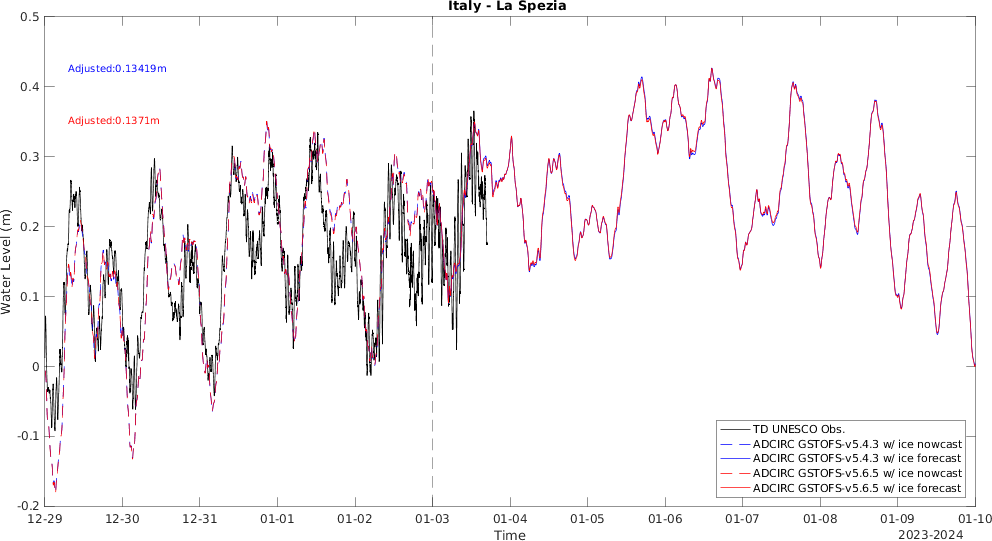 Italy - La Spezia
0.5
0.4
0.3
0.2
0.1
0
-0.1
-0.2
Water Level (m)
Adjusted:0.13419m
Adjusted:0.1371m
TD UNESCO Obs.
ADCIRC GSTOFS-v5.4.3 w/ ice nowcast
ADCIRC GSTOFS-v5.4.3 w/ ice forecast
ADCIRC GSTOFS-v5.6.5 w/ ice nowcast
ADCIRC GSTOFS-v5.6.5 w/ ice forecast
12-29 12-30 12-31 01-01 01-02 01-03 01-04 01-05 01-06 01-07 01-08 01-09 01-10
Time
2023-2024